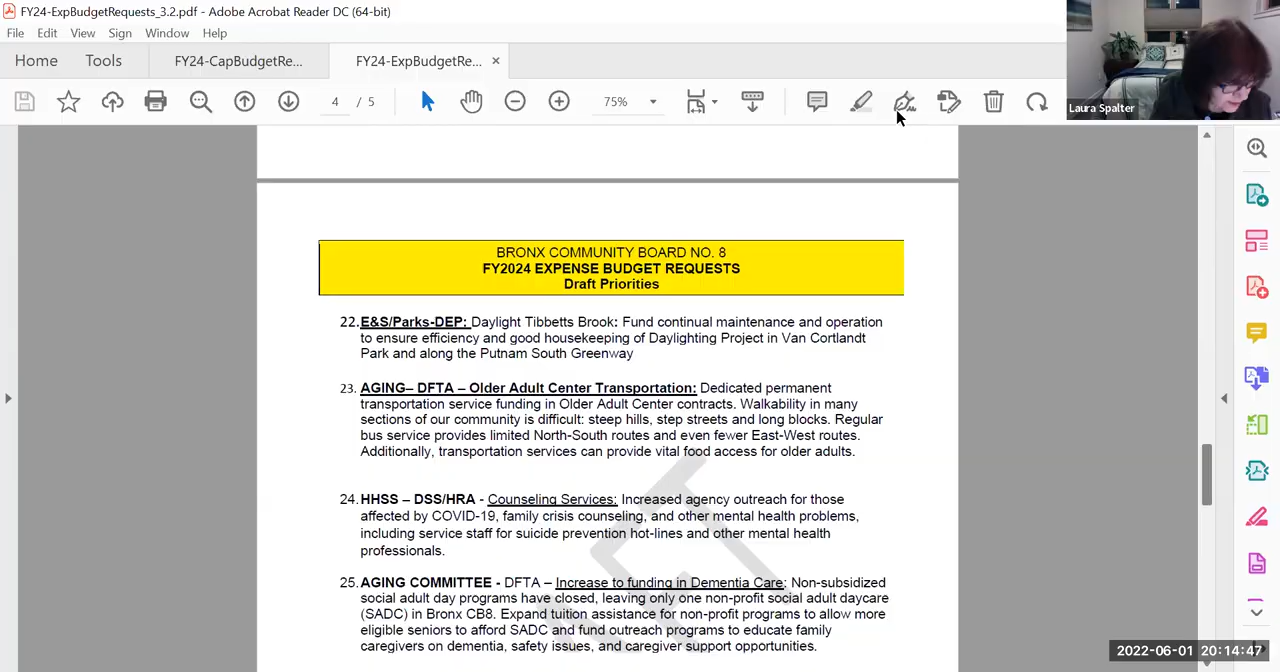 FY24-ExpBudgetRequests_3.2.pdf - Adobe Acrobat Reader DC (64-bit)
File Edit View Sign Window Help
Home Tools FY24-CapBudgetRe... FY24-ExpBudgetRe... ×
4 / 5 75%
Laura Spalter
BRONX COMMUNITY BOARD NO. 8
FY2024 EXPENSE BUDGET REQUESTS
Draft Priorities
22. E&S/Parks-DEP: Daylight Tibbetts Brook: Fund continual maintenance and operation
to ensure efficiency and good housekeeping of Daylighting Project in Van Cortlandt
Park and along the Putnam South Greenway
23. AGING– DFTA – Older Adult Center Transportation: Dedicated permanent
transportation service funding in Older Adult Center contracts. Walkability in many
sections of our community is difficult: steep hills, step streets and long blocks. Regular
bus service provides limited North-South routes and even fewer East-West routes.
Additionally, transportation services can provide vital food access for older adults.
24. HHSS – DSS/HRA - Counseling Services: Increased agency outreach for those
affected by COVID-19, family crisis counseling, and other mental health problems,
including service staff for suicide prevention hot-lines and other mental health
professionals.
25. AGING COMMITTEE - DFTA – Increase to funding in Dementia Care: Non-subsidized
social adult day programs have closed, leaving only one non-profit social adult daycare
(SADC) in Bronx CB8. Expand tuition assistance for non-profit programs to allow more
eligible seniors to afford SADC and fund outreach programs to educate family
caregivers on dementia, safety issues, and caregiver support opportunities.
2022-06-01 20:14:47